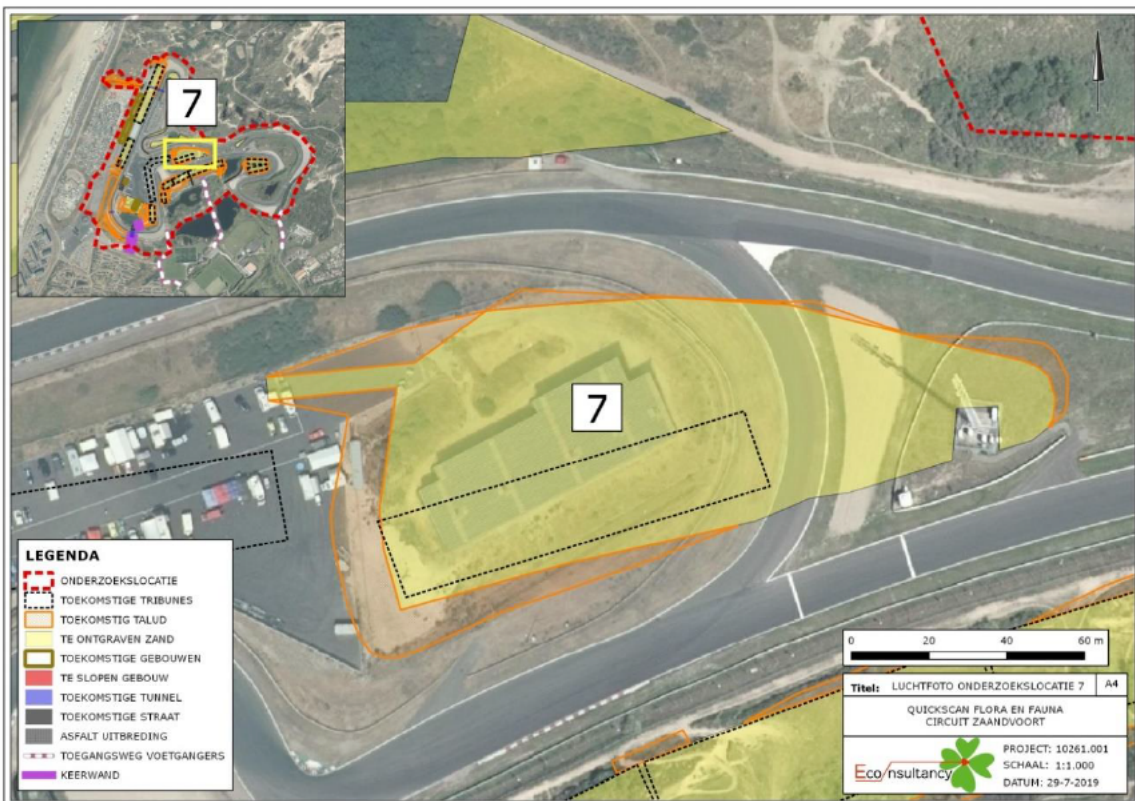 7
7
LEGENDA
ONDERZOEKSLOCATIE
TOEKOMSTIGE TRIBUNES
TOEKOMSTIG TALUD
TE ONTGRAVEN ZAND
TOEKOMSTIGE GEBOUWEN
TE SLOPEN GEBOUW
TOEKOMSTIGE TUNNEL
TOEKOMSTIGE STRAAT
ASFALT UITBREDING
TOEGANGSWEG VOETGANGERS
KEERWAND
0 20 40 60 m
Titel: LUCHTFOTO ONDERZOEKSLOCATIE 7 A4
QUICKSCAN FLORA EN FAUNA
CIRCUIT ZAANDVOORT
Econsultancy
PROJECT: 10261.001
SCHAAL: 1:1.000
DATUM: 29-7-2019